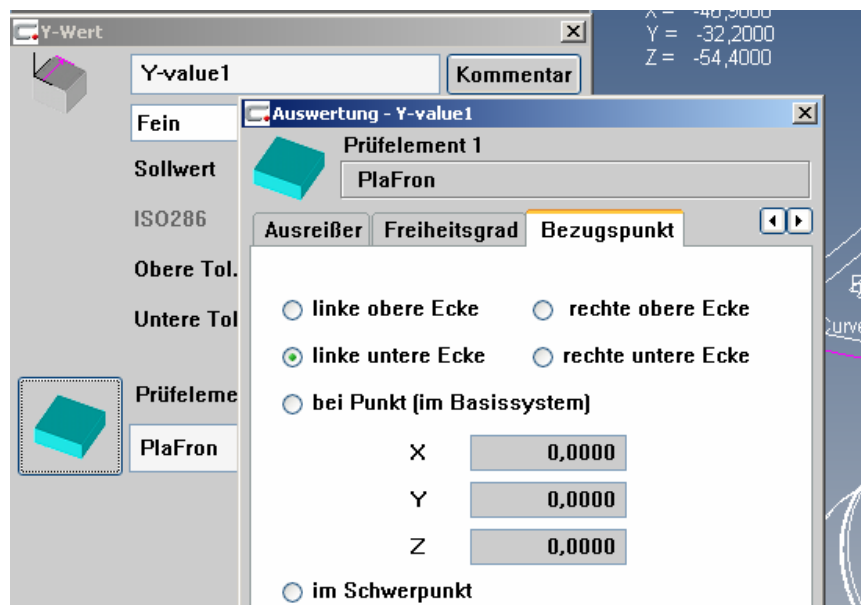 Y-Wert
X = -40,9000
Y = -32,2000
Z = -54,4000
Y-value1
Kommentar
Fein
Sollwert
ISO286
Obere Tol.
Untere Tol
Prüfeleme
PlaFron
Auswertung - Y-value1
Prüfelement 1
PlaFron
Ausreißer Freiheitsgrad Bezugspunkt
linke obere Ecke rechte obere Ecke
linke untere Ecke rechte untere Ecke
bei Punkt (im Basissystem)
X 0,0000
Y 0,0000
Z 0,0000
im Schwerpunkt
Curve